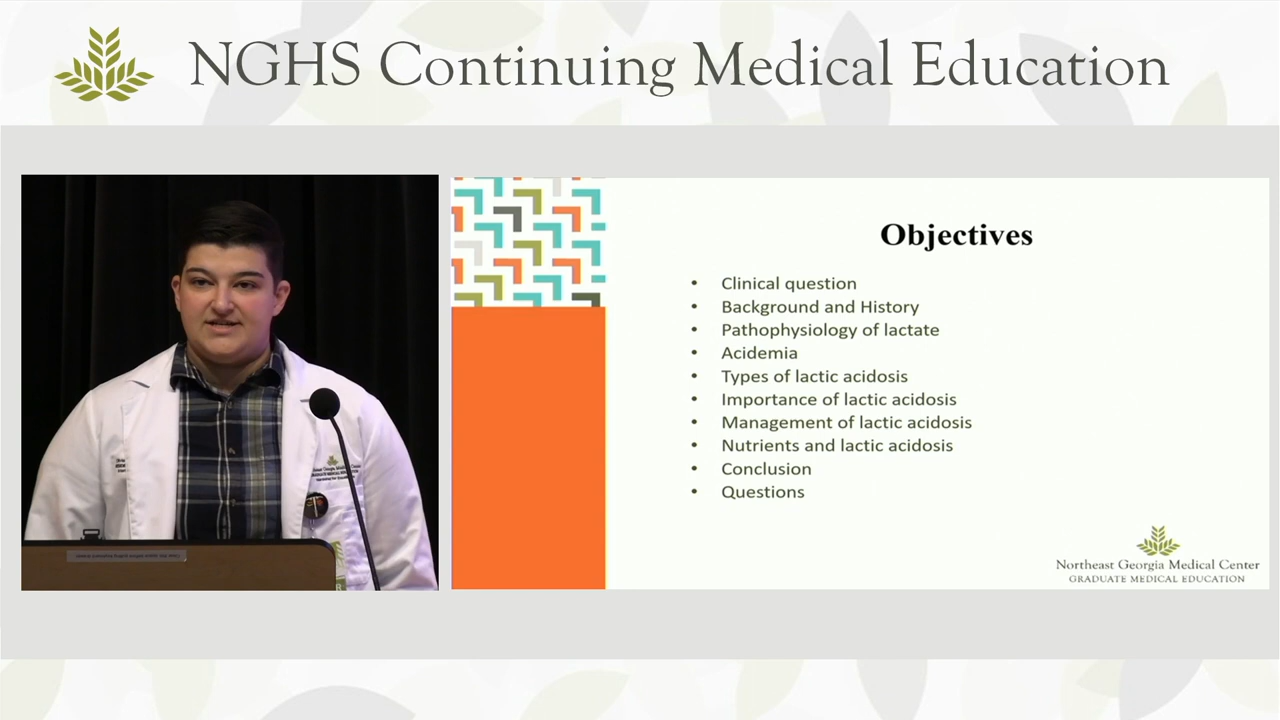 NGHS Continuing Medical Education
Objectives
• Clinical question
• Background and History
• Pathophysiology of lactate
• Acidemia
• Types of lactic acidosis
• Importance of lactic acidosis
• Management of lactic acidosis
• Nutrients and lactic acidosis
• Conclusion
• Questions
Northeast Georgia Medical Center
GRADUATE MEDICAL EDUCATION